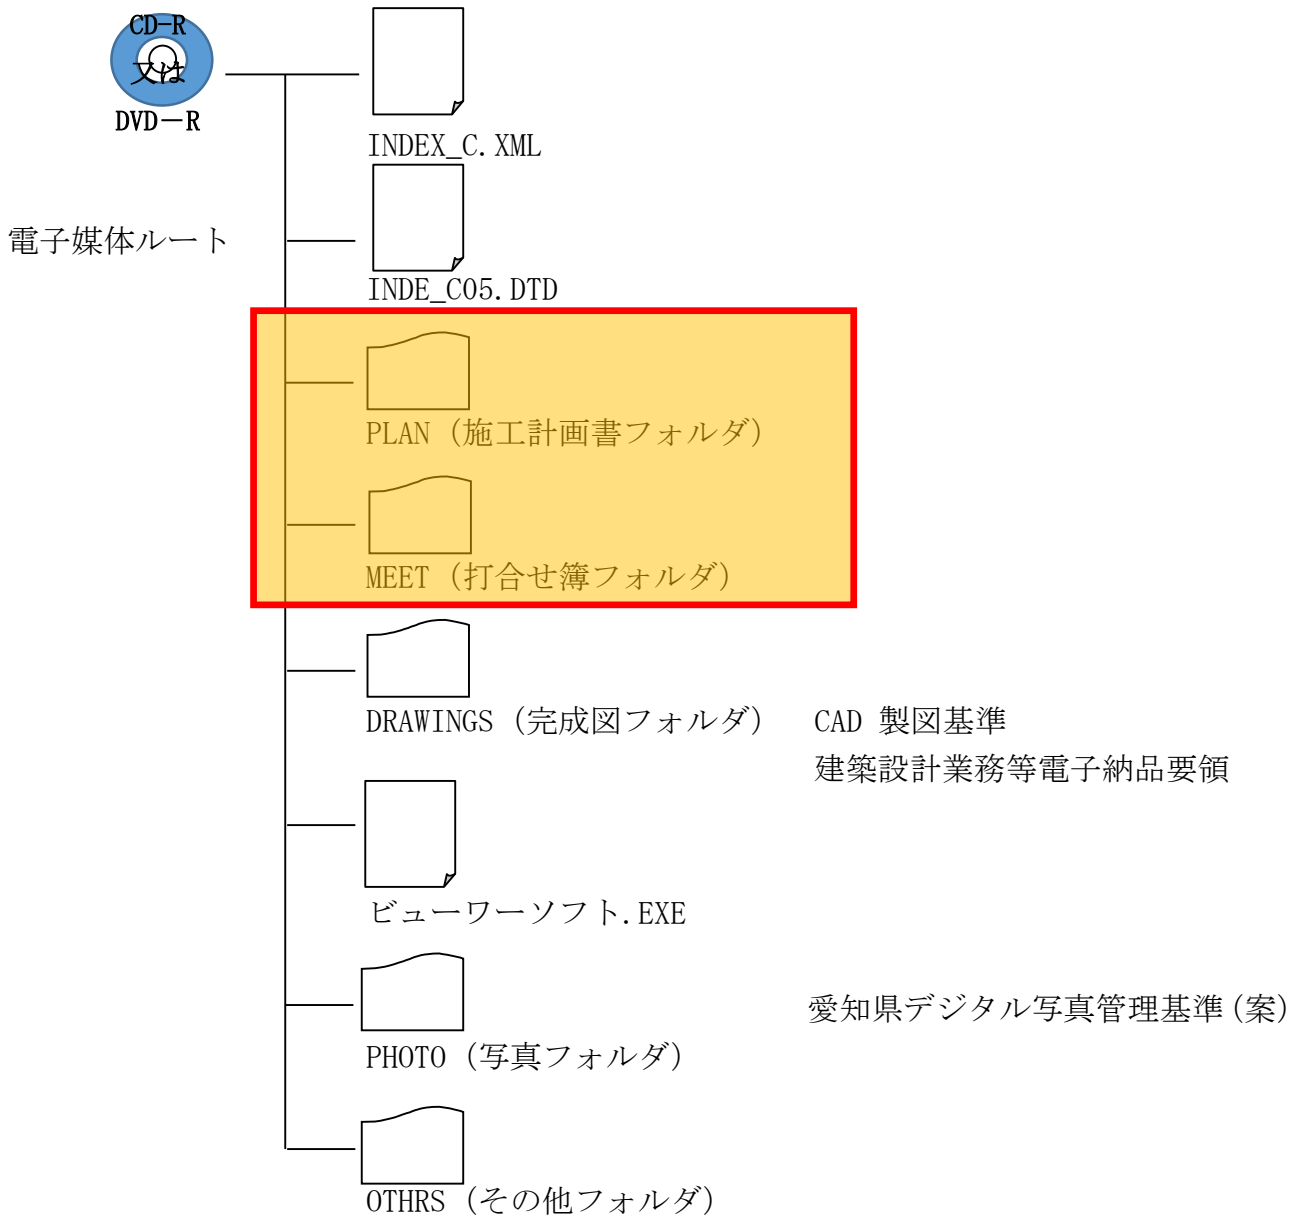 CD-R
又は
DVD－R
INDEX_C.XML
電子媒体ルート
INDE_C05.DTD
PLAN（施工計画書フォルダ）
MEET（打合せ簿フォルダ）
DRAWINGS（完成図フォルダ）
CAD 製図基準
建築設計業務等電子納品要領
ビューワーソフト.EXE
愛知県デジタル写真管理基準(案)
PHOTO（写真フォルダ）
OTHRS（その他フォルダ）